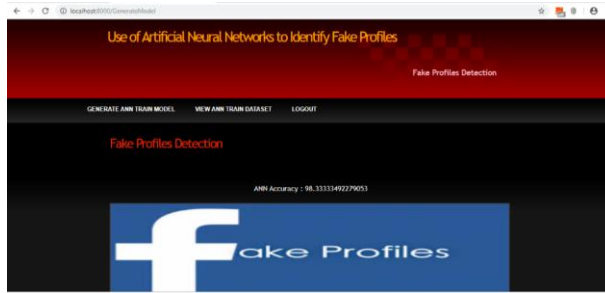 localhost:8000/GenerateModel
Use of Artificial Neural Networks to Identify Fake Profiles
Fake Profiles Detection
GENERATE ANN TRAIN MODEL VIEW ANN TRAIN DATASET LOGOUT
Fake Profiles Detection
ANN Accuracy : 98.33333492279053
fake Profiles